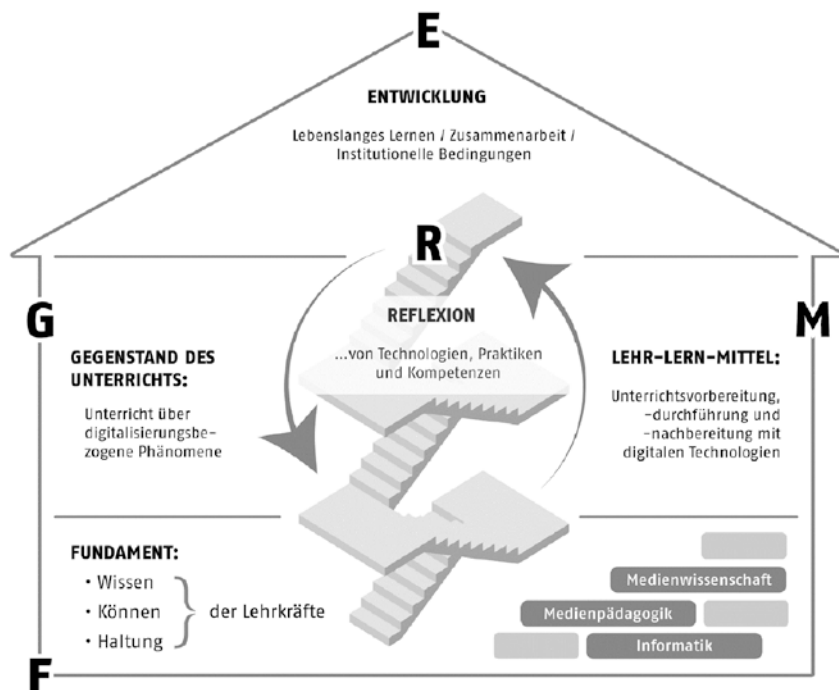 E
ENTWICKLUNG
Lebenslanges Lernen / Zusammenarbeit /
Institutionelle Bedingungen
R
REFLEXION
...von Technologien, Praktiken
und Kompetenzen
G
GEGENSTAND DES
UNTERRICHTS:
Unterricht über
digitalisierungsbe-
zogene Phänomene
M
LEHR-LERN-MITTEL:
Unterrichtsvorbereitung,
-durchführung und
-nachbereitung mit
digitalen Technologien
FUNDAMENT:
• Wissen
• Können
• Haltung
der Lehrkräfte
Medienwissenschaft
Medienpädagogik
Informatik
F